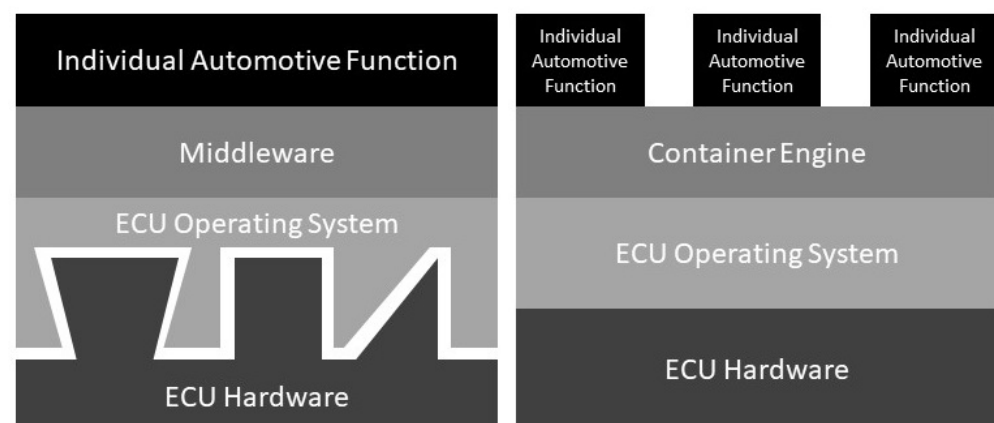 Individual Automotive Function
Middleware
ECU Operating System
ECU Hardware
Individual
Automotive
Function
Individual
Automotive
Function
Individual
Automotive
Function
Container Engine
ECU Operating System
ECU Hardware